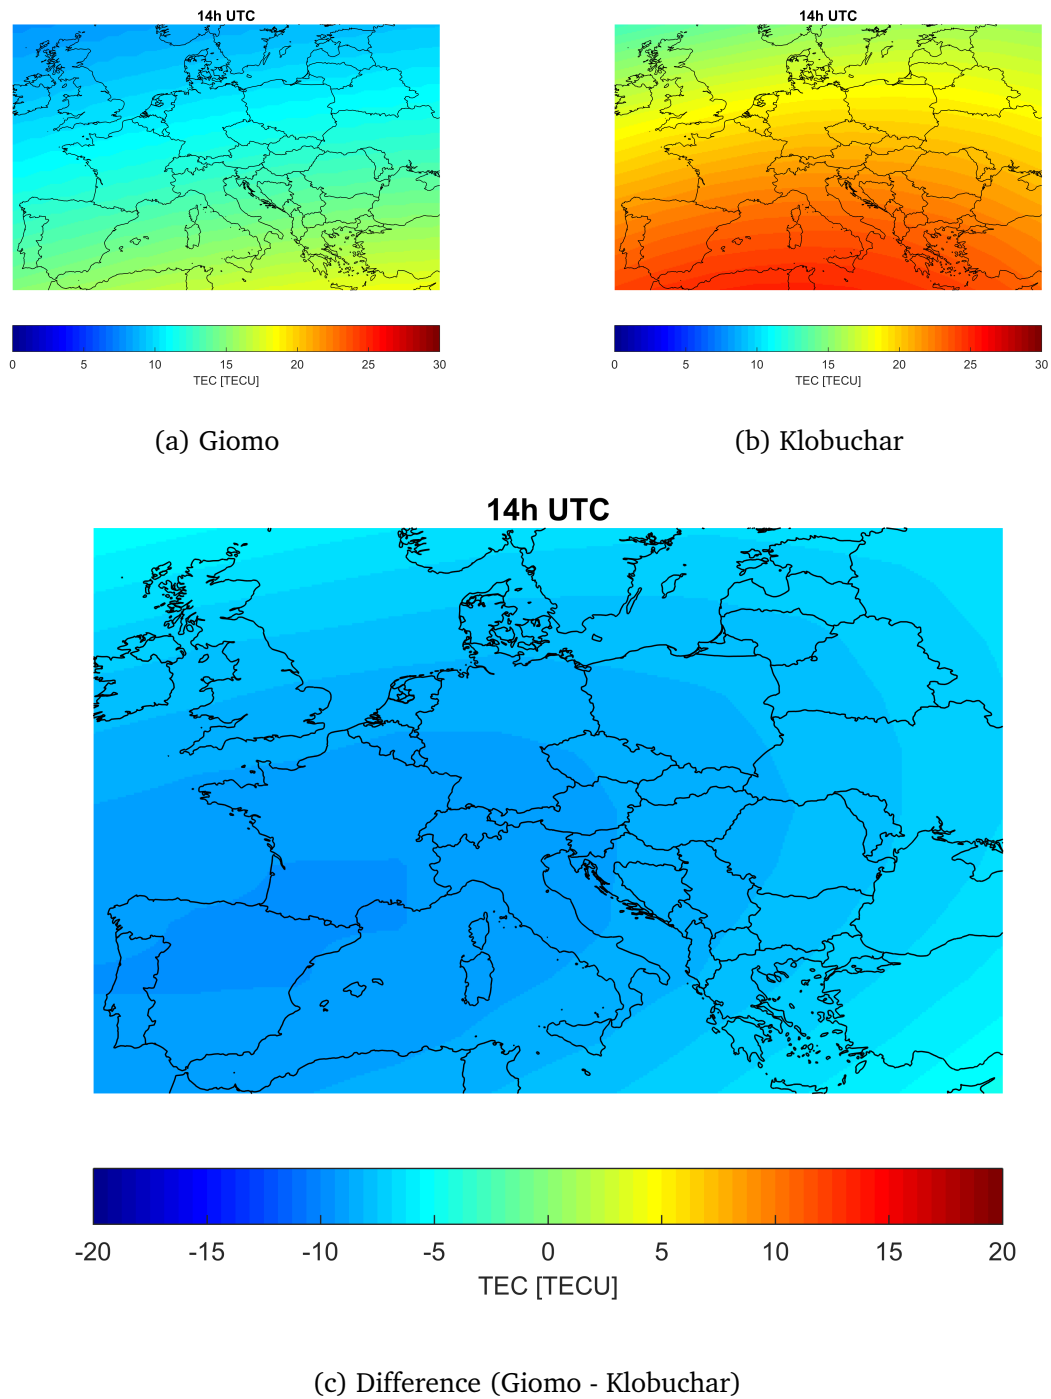 14h UTC
14h UTC
0 5 10 15 20 25 30
TEC [TECU]
0 5 10 15 20 25 30
TEC [TECU]
(a) Giomo
(b) Klobuchar
14h UTC
-20 -15 -10 -5 0 5 10 15 20
TEC [TECU]
(c) Difference (Giomo - Klobuchar)